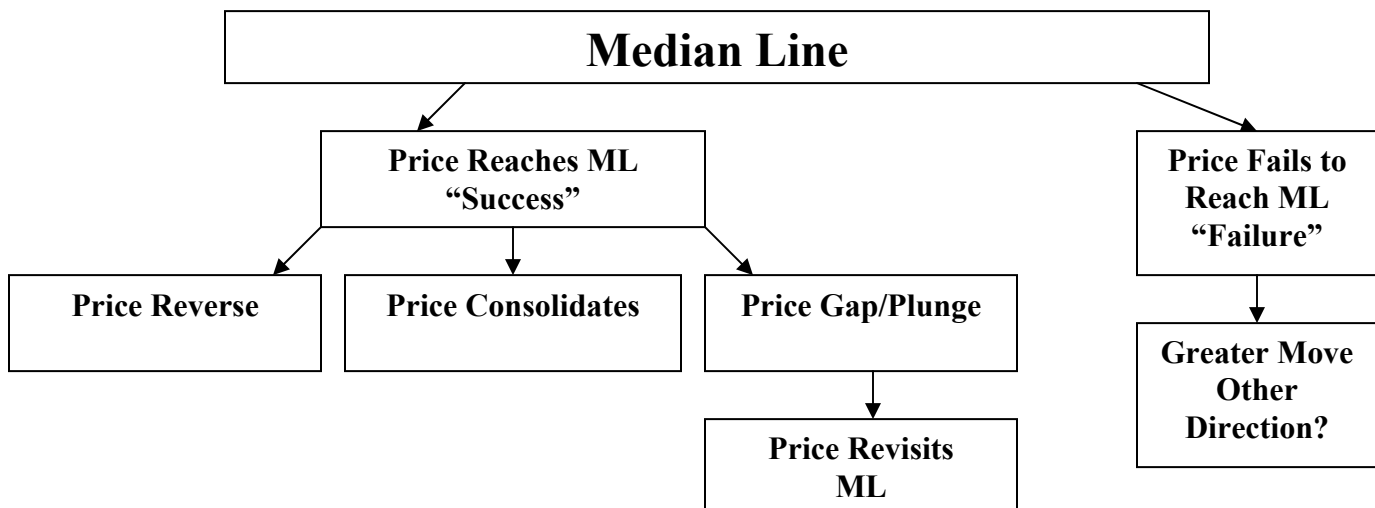 Median Line
Price Reaches ML
“Success”
Price Fails to
Reach ML
“Failure”
Price Reverse
Price Consolidates
Price Gap/Plunge
Greater Move
Other
Direction?
Price Revisits
ML